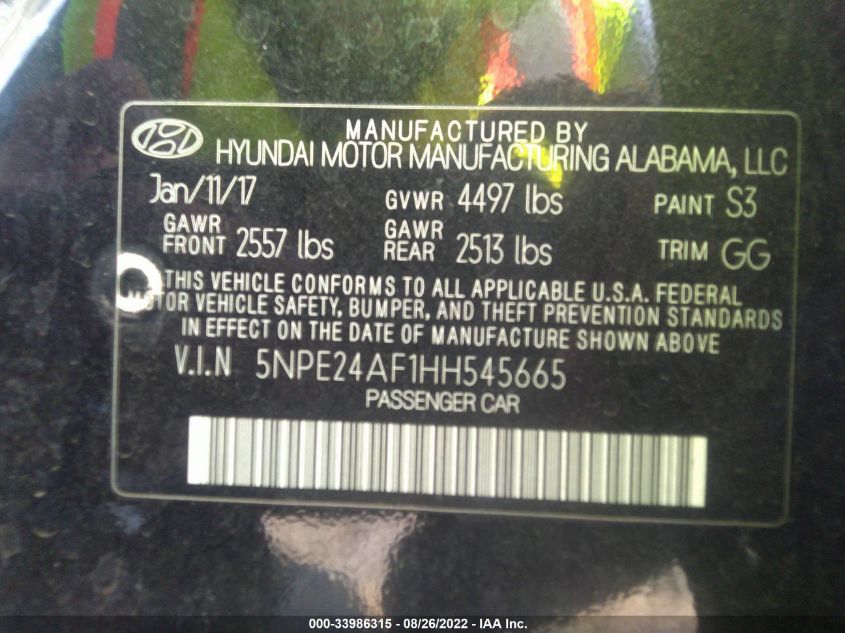 MANUFACTURED BY
HYUNDAI MOTOR MANUFACTURING ALABAMA, LLC
Jan/11/17 GVWR 4497 lbs PAINT S3
GAWR FRONT 2557 lbs GAWR REAR 2513 lbs TRIM GG
THIS VEHICLE CONFORMS TO ALL APPLICABLE U.S.A. FEDERAL
MOTOR VEHICLE SAFETY, BUMPER, AND THEFT PREVENTION STANDARDS
IN EFFECT ON THE DATE OF MANUFACTURE SHOWN ABOVE
V.I.N 5NPE24AF1HH545665
PASSENGER CAR
000-33986315 - 08/26/2022 - IAA Inc.